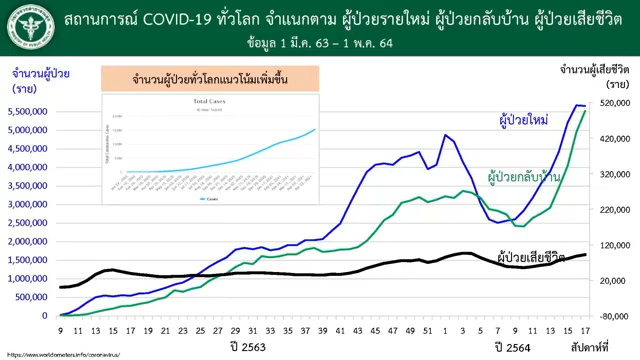 สถานการณ์ COVID-19 ทั่วโลก จำแนกตาม ผู้ป่วยรายใหม่ ผู้ป่วยกลับบ้าน ผู้ป่วยเสียชีวิต
ข้อมูล 1 มี.ค. 63 – 1 พ.ค. 64
จำนวนผู้ป่วย
(ราย)
จำนวนผู้ป่วยทั่วโลกแนวโน้มเพิ่มขึ้น
จำนวนผู้เสียชีวิต
(ราย)
Total Cases
Cases
5,500,000
5,000,000
4,500,000
4,000,000
3,500,000
3,000,000
2,500,000
2,000,000
1,500,000
1,000,000
500,000
0
520,000
480,000
380,000
280,000
180,000
80,000
-20,000
-80,000
ผู้ป่วยใหม่
ผู้ป่วยกลับบ้าน
ผู้ป่วยเสียชีวิต
9 11 13 15 17 19 21 23 25 27 29 31 33 35 37 39 41 43 45 47 49 51 1 3 5 7 9 11 13 15 17
ปี 2563 ปี 2564 สัปดาห์ที่
https://www.worldometers.info/coronavirus/